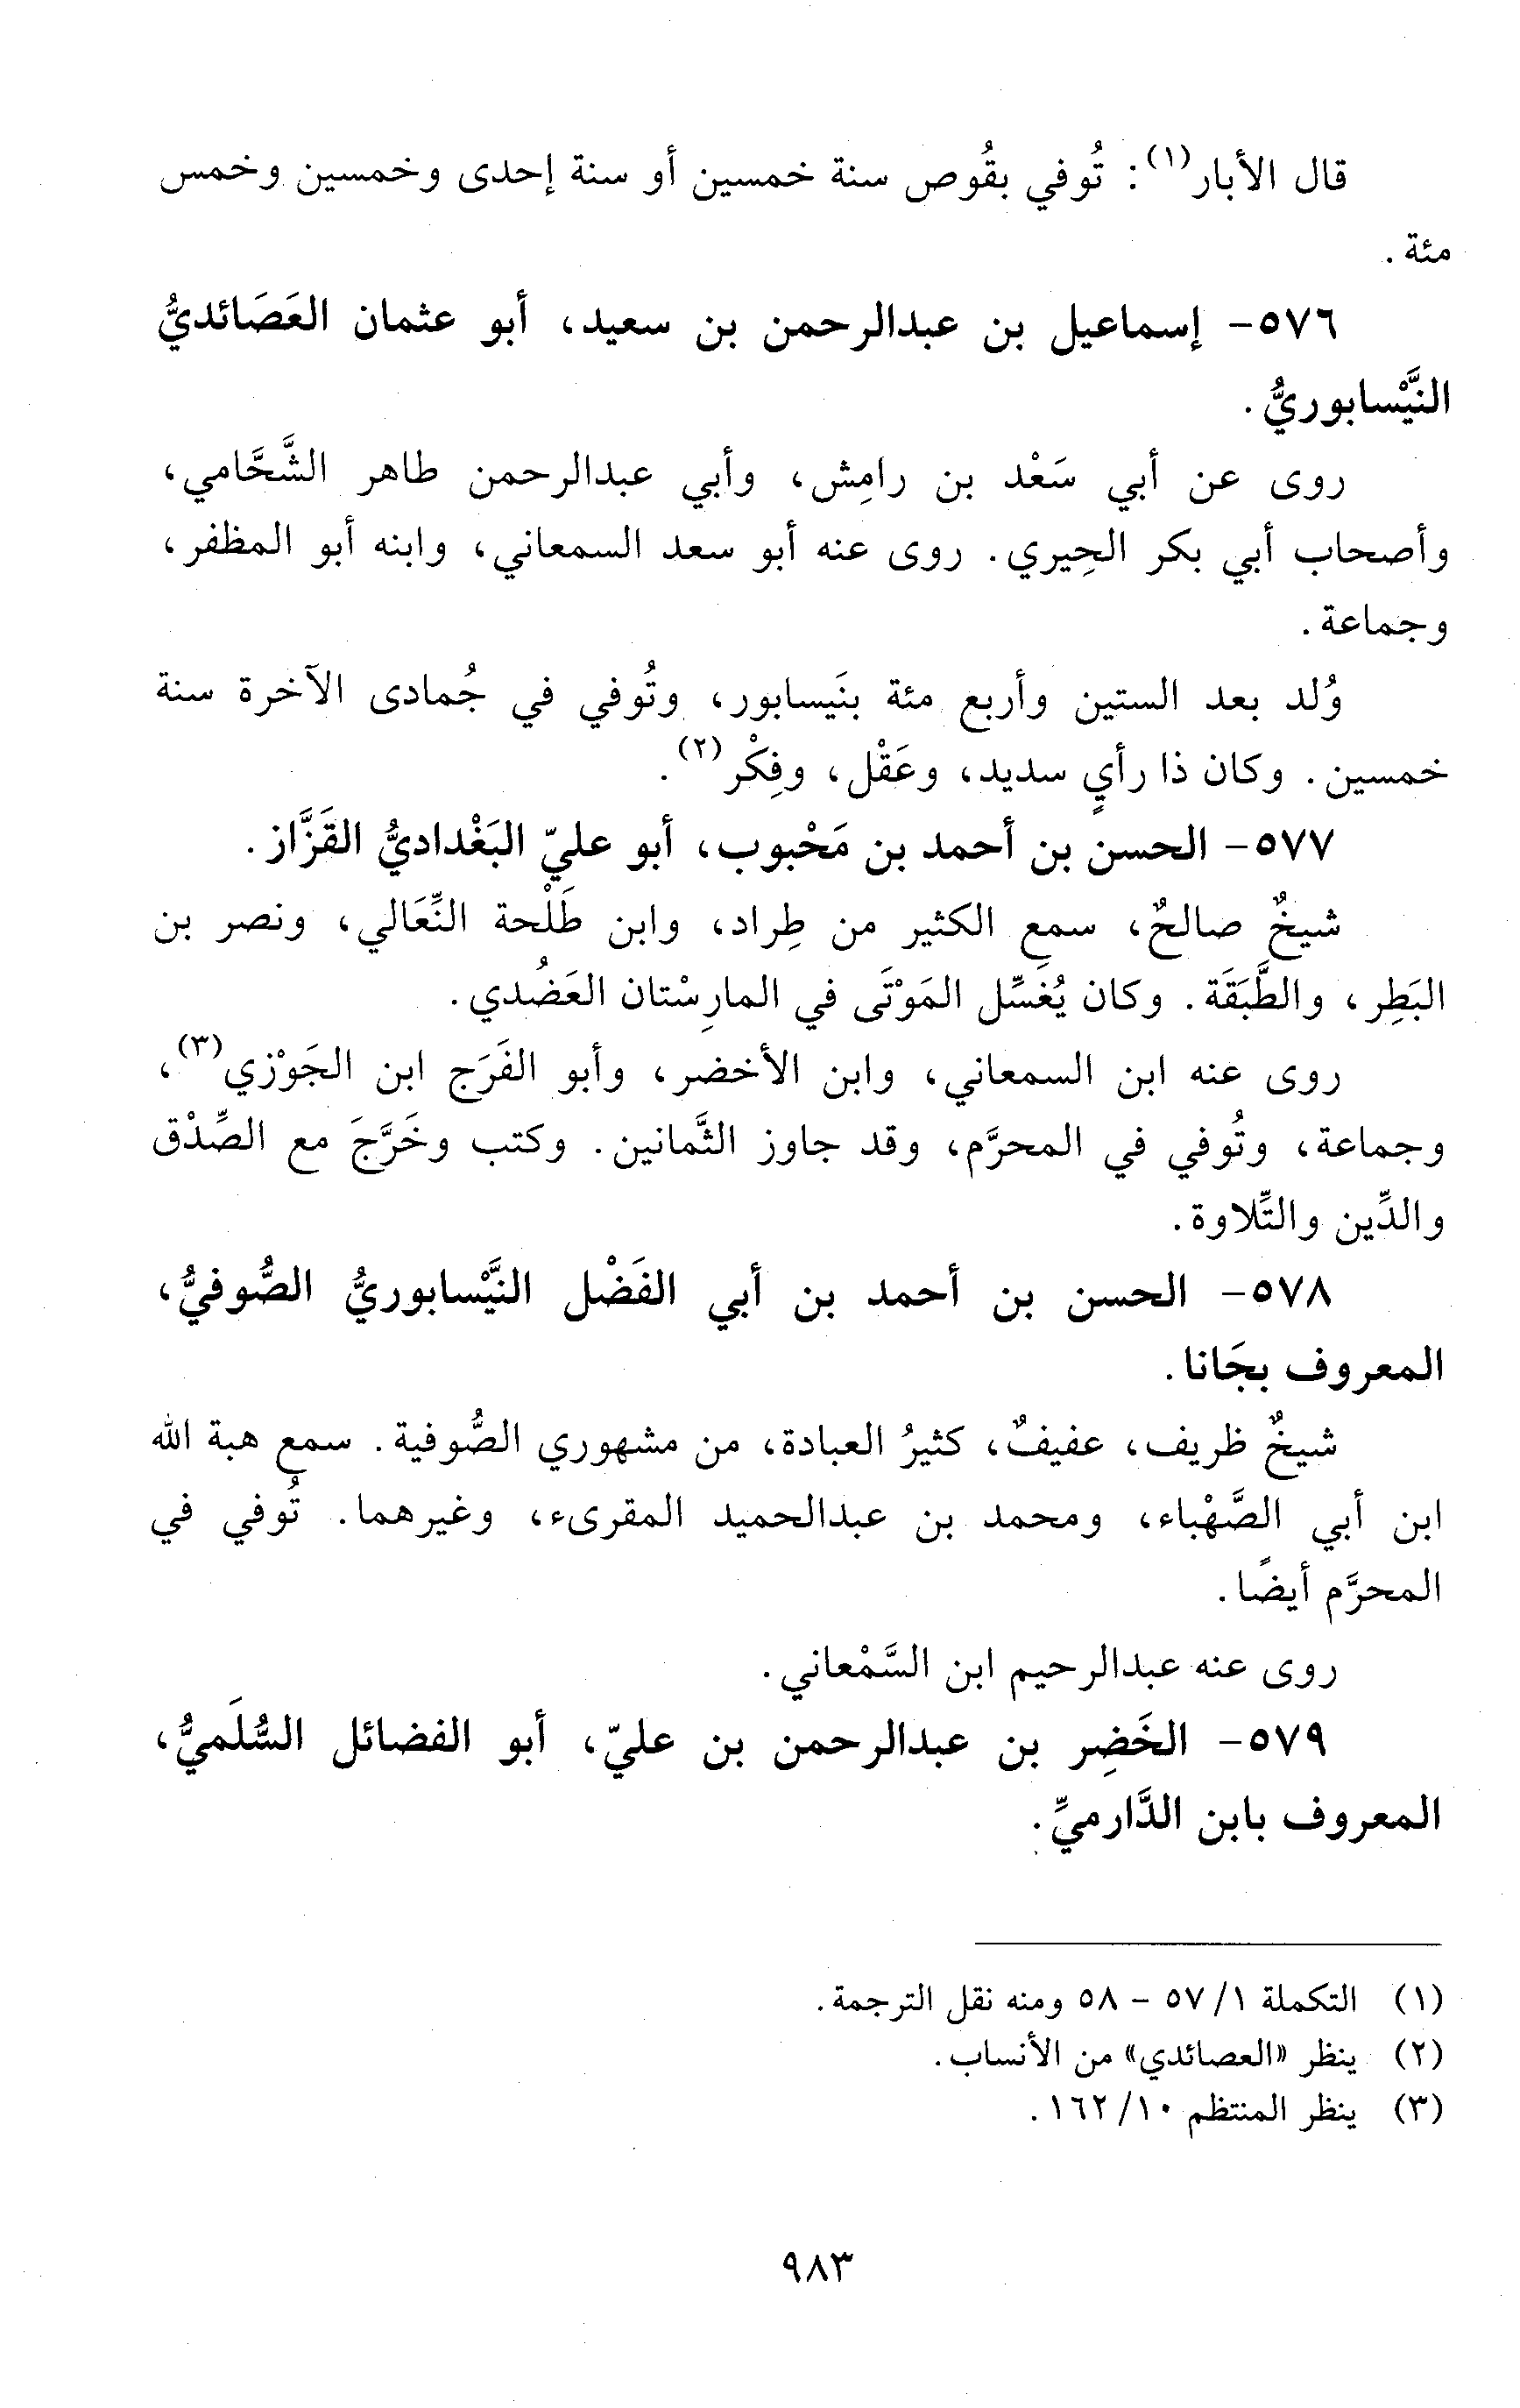 قال الأبار(١): تُوفي بقُوص سنة خمسين أو سنة إحدى وخمسين وخمس
مئة.
٥٧٦- إسماعيل بن عبدالرحمن بن سعيد، أبو عثمان العَصَائديُّ
النَّيْسابوريُّ.
روى عن أبي سَعْد بن رامِش، وأبي عبدالرحمن طاهر الشَّحَّامي،
وأصحاب أبي بكر الحِيري. روى عنه أبو سعد السمعاني، وابنه أبو المظفر،
وجماعة.
وُلد بعد الستين وأربع مئة بنَيسابور، وتُوفي في جُمادى الآخرة سنة
خمسين. وكان ذا رأيٍ سديد، وعَقْل، وفِكْر(٢).
٥٧٧- الحسن بن أحمد بن مَحْبوب، أبو عليّ البَغْداديُّ القَزَّاز.
شيخٌ صالحٌ، سمع الكثير من طِراد، وابن طَلْحة النِّعَالي، ونصر بن
البَطِر، والطَّبَقَة. وكان يُغَسِّل المَوْتَى في المارِسْتان العَضُدي.
روى عنه ابن السمعاني، وابن الأخضر، وأبو الفَرَج ابن الجَوْزي(٣)،
وجماعة، وتُوفي في المحرَّم، وقد جاوز الثَّمانين. وكتب وخَرَّجَ مع الصِّدْق
والدِّين والتِّلاوة.
٥٧٨- الحسن بن أحمد بن أبي الفَضْل النَّيْسابوريُّ الصُّوفيُّ،
المعروف بجَانا.
شيخٌ ظريف، عفيفٌ، كثيرُ العبادة، من مشهوري الصُّوفية. سمع هبة الله
ابن أبي الصَّهْباء، ومحمد بن عبدالحميد المقرىء، وغيرهما. تُوفي في
المحرَّم أيضًا.
روى عنه عبدالرحيم ابن السَّمْعاني.
٥٧٩- الخَضِر بن عبدالرحمن بن عليّ، أبو الفضائل السُّلَميُّ،
المعروف بابن الدَّارميِّ.
(١) التكملة ١/ ٥٧ - ٥٨ ومنه نقل الترجمة.
(٢) ينظر «العصائدي» من الأنساب.
(٣) ينظر المنتظم ١٠/ ١٦٢.
٩٨٣